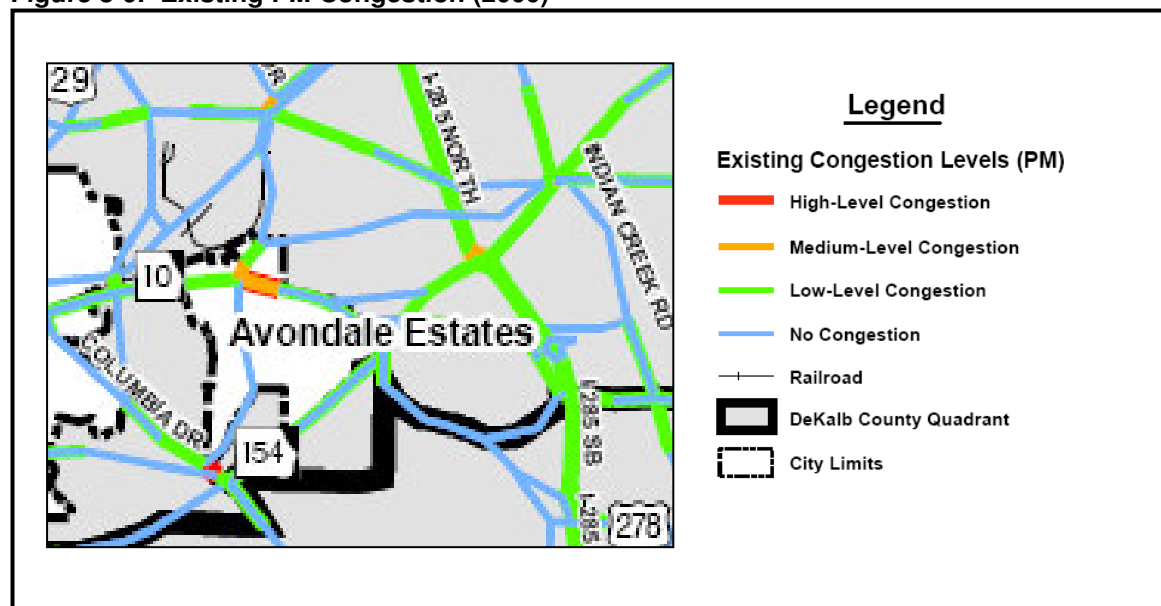 29
DR
I-285 NORTH
INDIAN CREEK RD
10
Avondale Estates
COLUMBIA DR
154
I-285 SB
I-285
278
Legend
Existing Congestion Levels (PM)
High-Level Congestion
Medium-Level Congestion
Low-Level Congestion
No Congestion
Railroad
DeKalb County Quadrant
City Limits